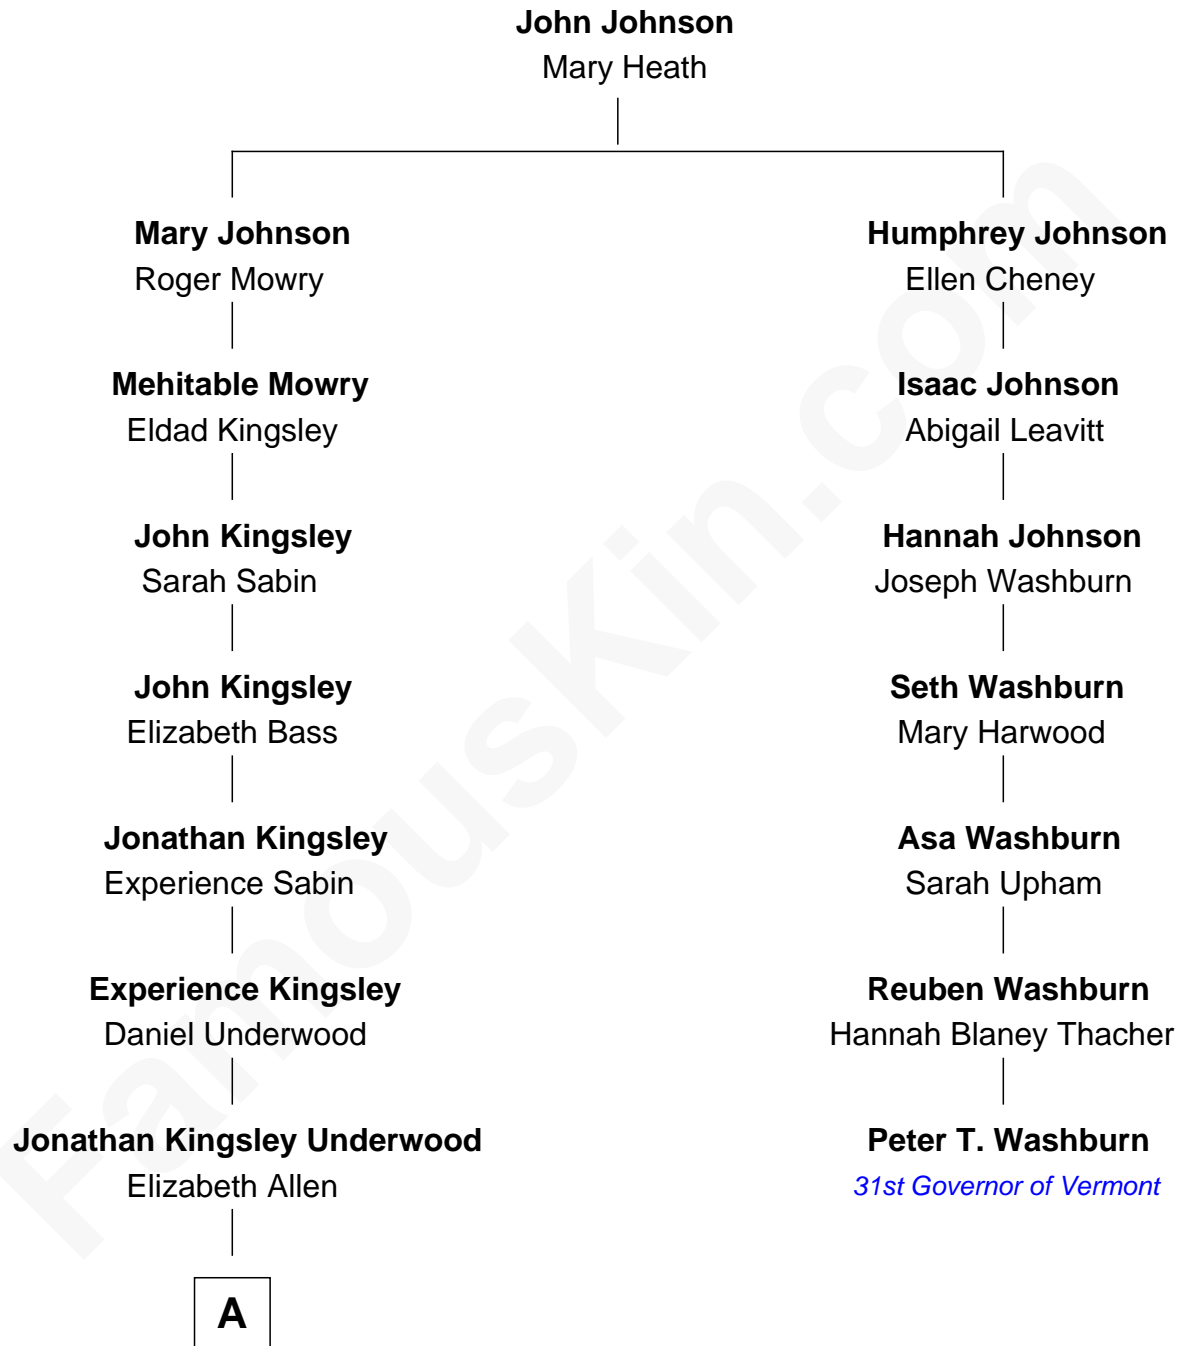 John Johnson
Mary Heath
Mary Johnson
Roger Mowry
Mehitable Mowry
Eldad Kingsley
John Kingsley
Sarah Sabin
John Kingsley
Elizabeth Bass
Jonathan Kingsley
Experience Sabin
Experience Kingsley
Daniel Underwood
Jonathan Kingsley Underwood
Elizabeth Allen
A
Humphrey Johnson
Ellen Cheney
Isaac Johnson
Abigail Leavitt
Hannah Johnson
Joseph Washburn
Seth Washburn
Mary Harwood
Asa Washburn
Sarah Upham
Reuben Washburn
Hannah Blaney Thacher
Peter T. Washburn
31st Governor of Vermont
FamousKin.com